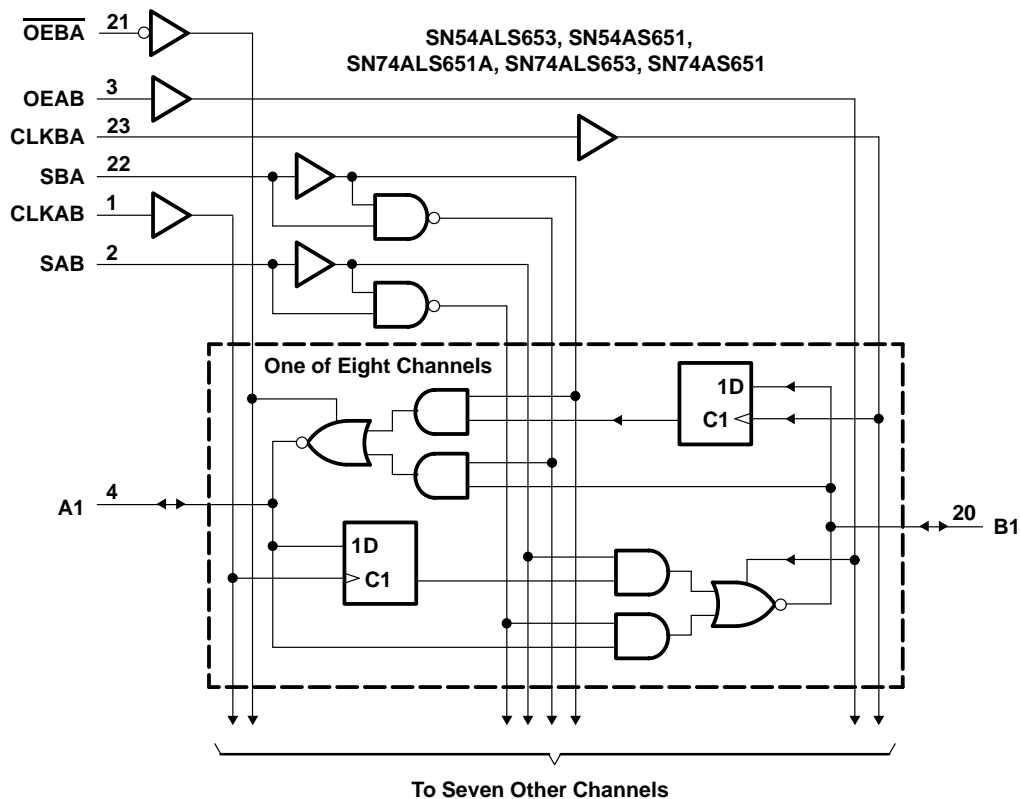 OEBA 21
SN54ALS653, SN54AS651,
SN74ALS651A, SN74ALS653, SN74AS651
OEAB 3
CLKBA 23
SBA 22
CLKAB 1
SAB 2
One of Eight Channels
1D
C1
A1 4
20 B1
1D
C1
To Seven Other Channels